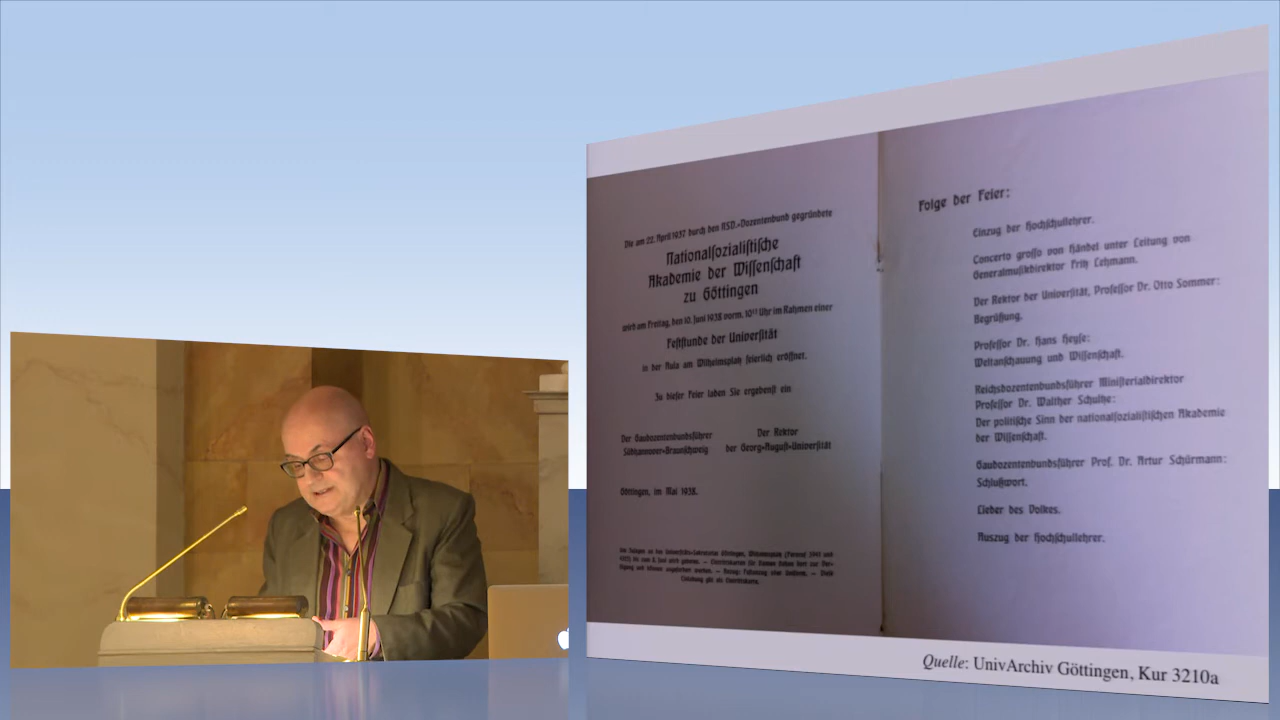 Die am 22. April 1937 durch den NSD.-Dozentenbund gegründete
Nationalsozialistische
Akademie der Wissenschaft
zu Göttingen
wird am Freitag, den 10. Juni 1938 vorm. Uhr im Rahmen einer
Feststunde der Universität
in der Aula am Wilhelmsplatz feierlich eröffnet.
Zu dieser Feier laden Sie ergebenst ein
Der Gaudozentenbundsführer
Südhannover-Braunschweig
Der Rektor
der Georg-August-Universität
Göttingen, im Mai 1938.
Einladung gilt als Eintrittskarte.
Folge der Feier:
Einzug der Hochschullehrer.
Concerto grosso von Händel unter Leitung von
Generalmusikdirektor Fritz Lehmann.
Der Rektor der Universität, Professor Dr. Otto Sommer:
Begrüßung.
Professor Dr. Hans Heyse:
Weltanschauung und Wissenschaft.
Reichsdozentenbundsführer Ministerialdirektor
Professor Dr. Walther Schultze:
Der politische Sinn der nationalsozialistischen Akademie
der Wissenschaft.
Gaudozentenbundsführer Prof. Dr. Artur Schürmann:
Schlußwort.
Lieder des Volkes.
Auszug der Hochschullehrer.
Quelle: UnivArchiv Göttingen, Kur 3210a